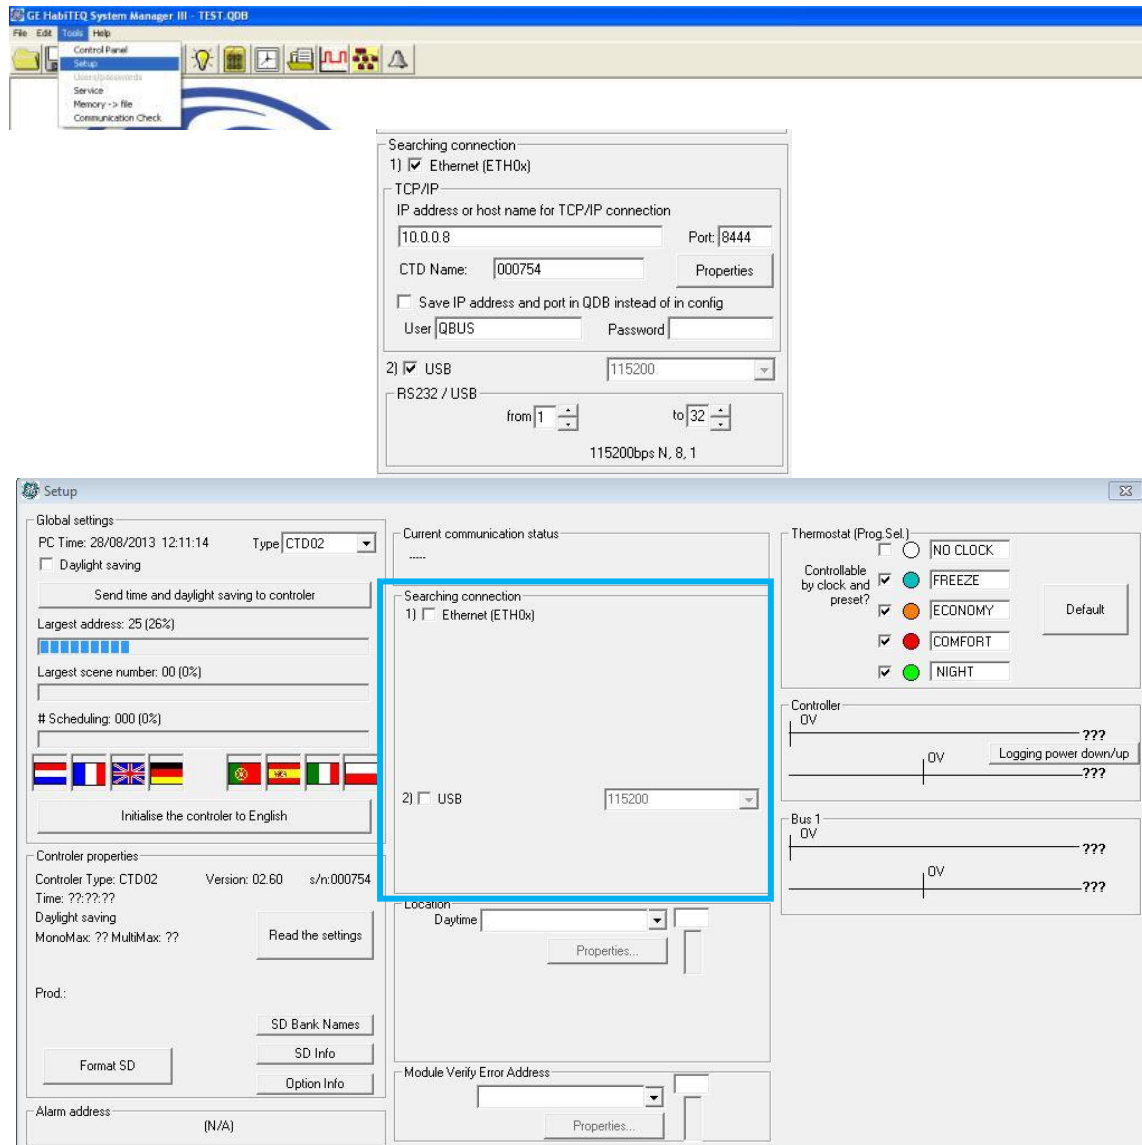 GE HabiTEQ System Manager III - TEST.QDB
File Edit Tools Help
Control Panel
Setup
Users/passwords
Service
Memory -> file
Communication Check
Searching connection
1) Ethernet (ETH0x)
TCP/IP
IP address or host name for TCP/IP connection
10.0.0.8 Port: 8444
CTD Name: 000754 Properties
Save IP address and port in QDB instead of in config
User QBUS Password
2) USB 115200
RS232 / USB
from 1 to 32
115200bps N, 8, 1
Setup
Global settings
PC Time: 28/08/2013 12:11:14 Type CTD02
Daylight saving
Send time and daylight saving to controler
Largest address: 25 (26%)
Largest scene number: 00 (0%)
# Scheduling: 000 (0%)
Initialise the controler to English
Controler properties
Controler Type: CTD02 Version: 02.60 s/n:000754
Time: ??:??:??
Daylight saving
MonoMax: ?? MultiMax: ??
Read the settings
Prod.:
SD Bank Names
Format SD
SD Info
Option Info
Alarm address
(N/A)
Current communication status
-----
Searching connection
1) Ethernet (ETH0x)
2) USB 115200
Location
Daytime
Properties...
Module Verify Error Address
Properties...
Thermostat (Prog.Sel.)
NO CLOCK
Controllable
by clock and
preset?
FREEZE
ECONOMY
COMFORT
NIGHT
Default
Controller
0V
???
0V
Logging power down/up
???
Bus 1
0V
???
0V
???